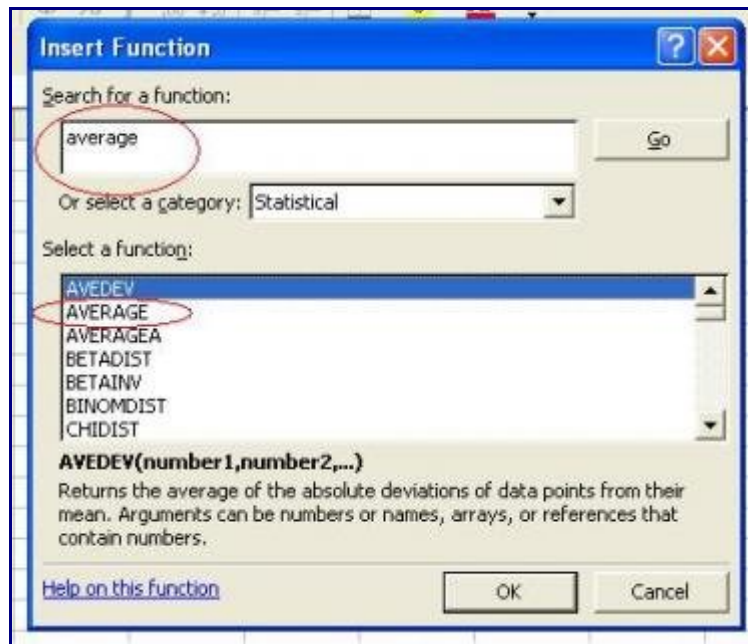 Insert Function
Search for a function:
average
Go
Or select a category: Statistical
Select a function:
AVEDEV
AVERAGE
AVERAGEA
BETADIST
BETAINV
BINOMDIST
CHIDIST
AVEDEV(number1,number2,...)
Returns the average of the absolute deviations of data points from their
mean. Arguments can be numbers or names, arrays, or references that
contain numbers.
Help on this function
OK
Cancel